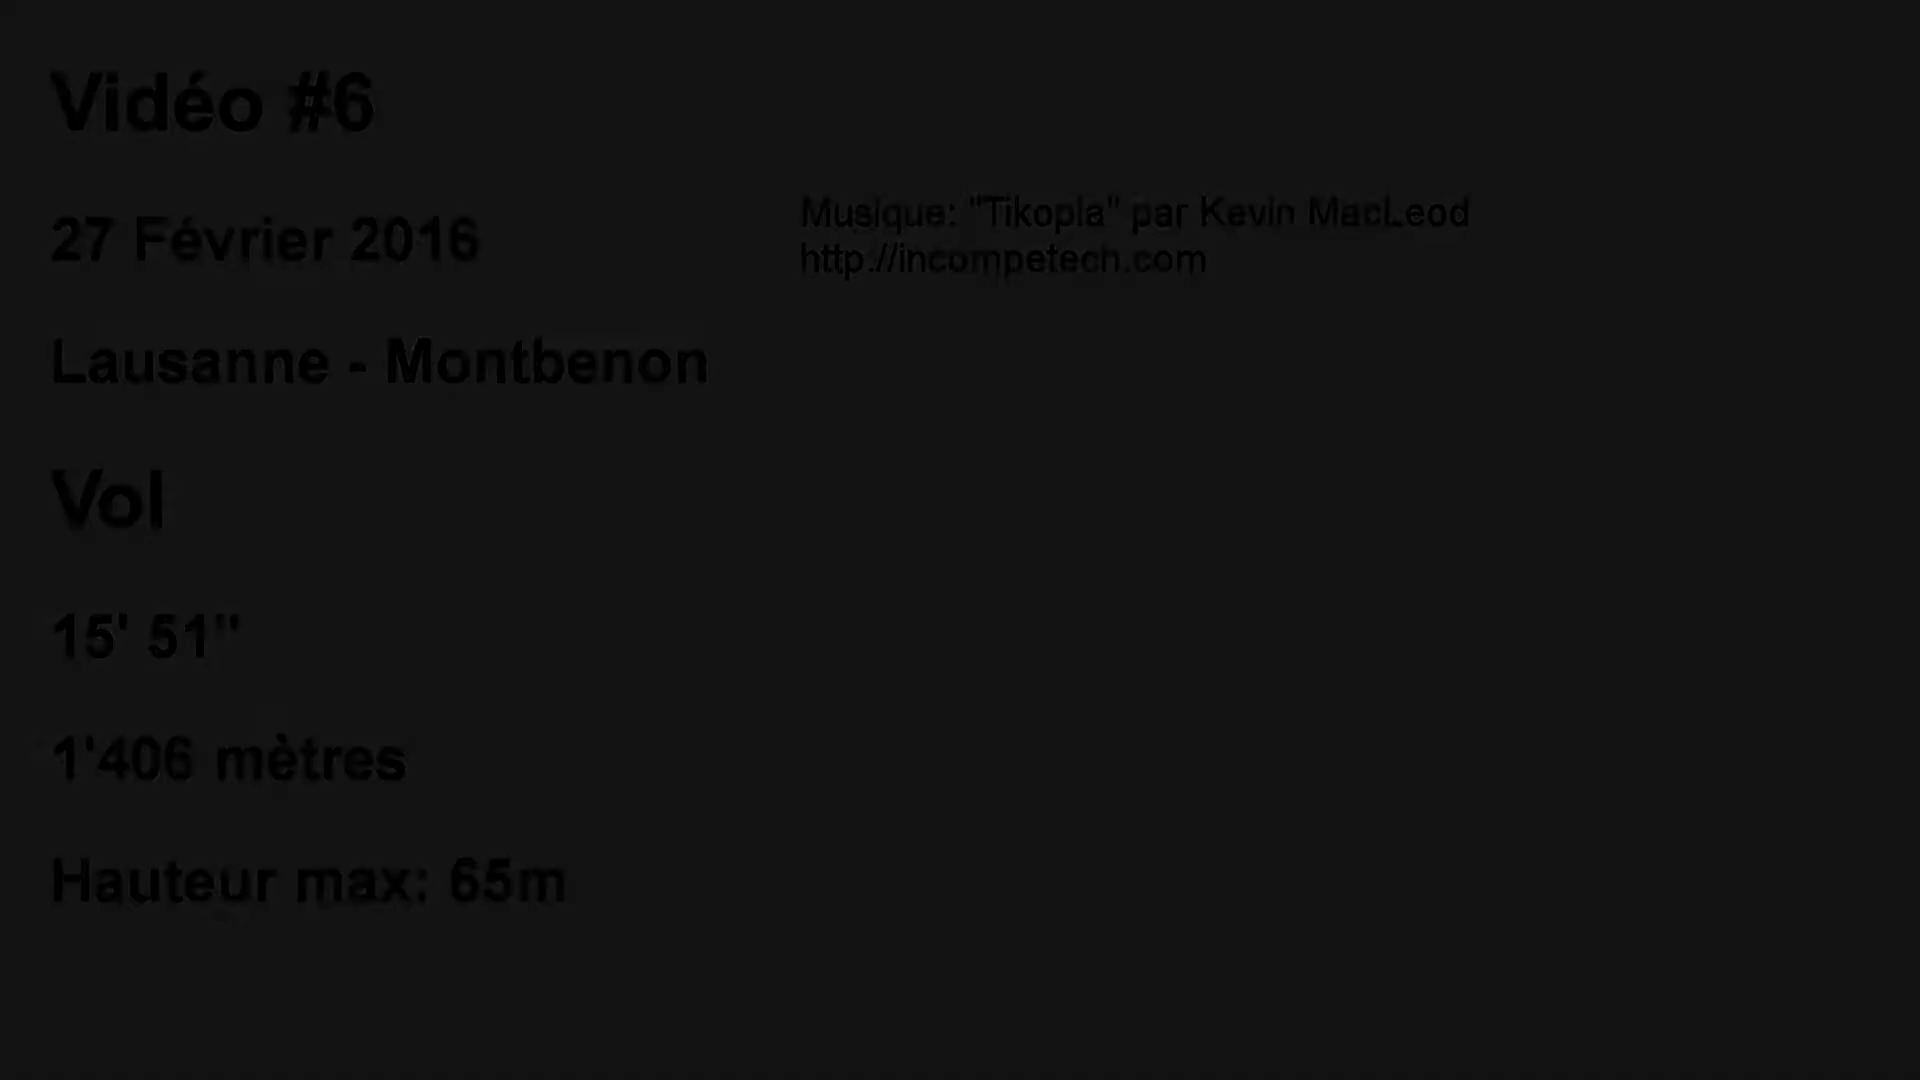 Vidéo #6
27 Février 2016
Lausanne - Montbenon
Musique: "Tikopia" par Kevin MacLeod
http://incompetech.com
Vol
15' 51"
1'406 mètres
Hauteur max: 65m